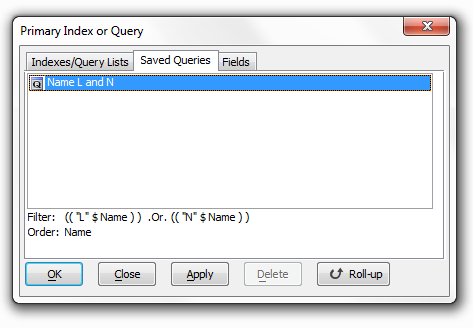 Primary Index or Query
Indexes/Query Lists Saved Queries Fields
Name L and N
Filter: (( "L" $ Name ) ) .Or. (( "N" $ Name ) )
Order: Name
OK Close Apply Delete Roll-up